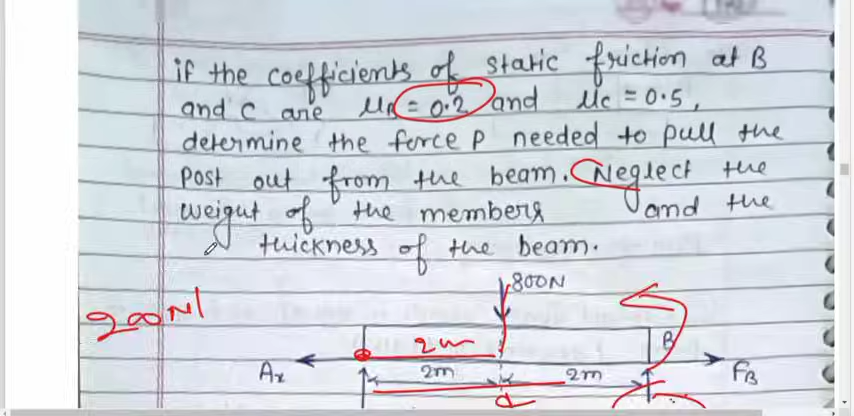 if the coefficients of static friction at B
and C are μB = 0.2 and μc = 0.5,
determine the force P needed to pull the
post out from the beam. Neglect the
weigut of the members and the
thickness of the beam.
800N
200N
2m
B
Ax
2m
2m
FB
d